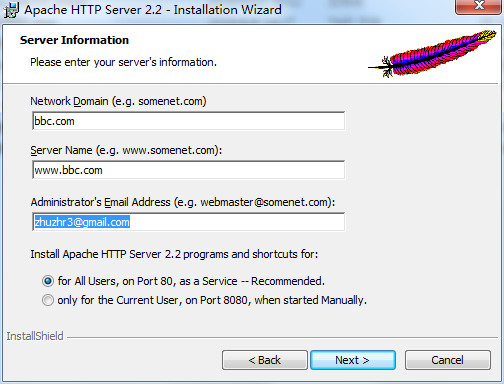 Apache HTTP Server 2.2 - Installation Wizard
Server Information
Please enter your server's information.
Network Domain (e.g. somenet.com)
bbc.com
Server Name (e.g. www.somenet.com):
www.bbc.com
Administrator's Email Address (e.g. webmaster@somenet.com):
zhuzhr3@gmail.com
Install Apache HTTP Server 2.2 programs and shortcuts for:
for All Users, on Port 80, as a Service -- Recommended.
only for the Current User, on Port 8080, when started Manually.
InstallShield
< Back
Next >
Cancel